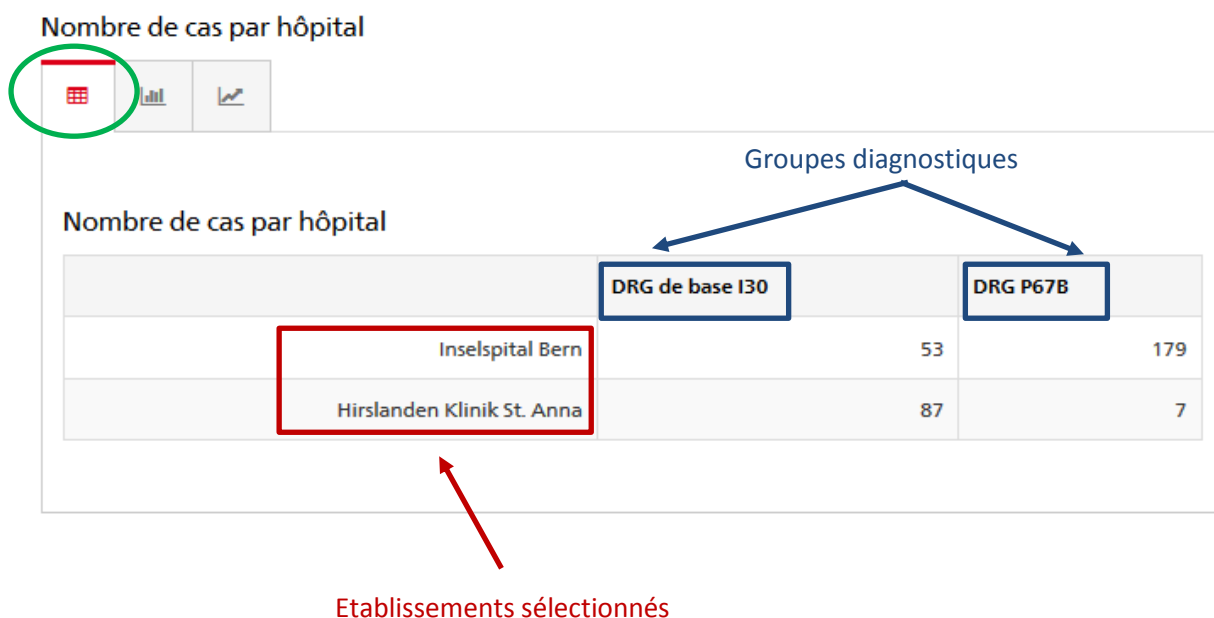 Nombre de cas par hôpital
Groupes diagnostiques
Nombre de cas par hôpital
DRG de base I30 DRG P67B
Inselspital Bern 53 179
Hirslanden Klinik St. Anna 87 7
Etablissements sélectionnés